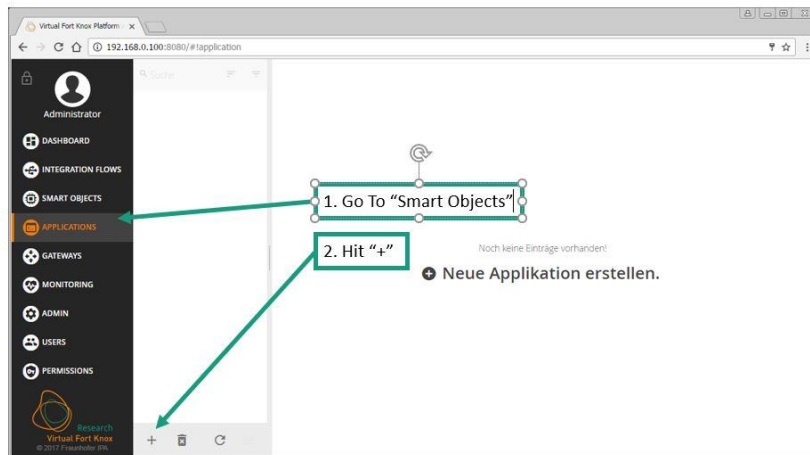 Virtual Fort Knox Platform
192.168.0.100:8080/#!application
Suche
Administrator
DASHBOARD
INTEGRATION FLOWS
SMART OBJECTS
APPLICATIONS
GATEWAYS
MONITORING
ADMIN
USERS
PERMISSIONS
Research
Virtual Fort Knox
© 2017 Fraunhofer IPA
1. Go To “Smart Objects”
2. Hit “+”
Noch keine Einträge vorhanden!
Neue Applikation erstellen.